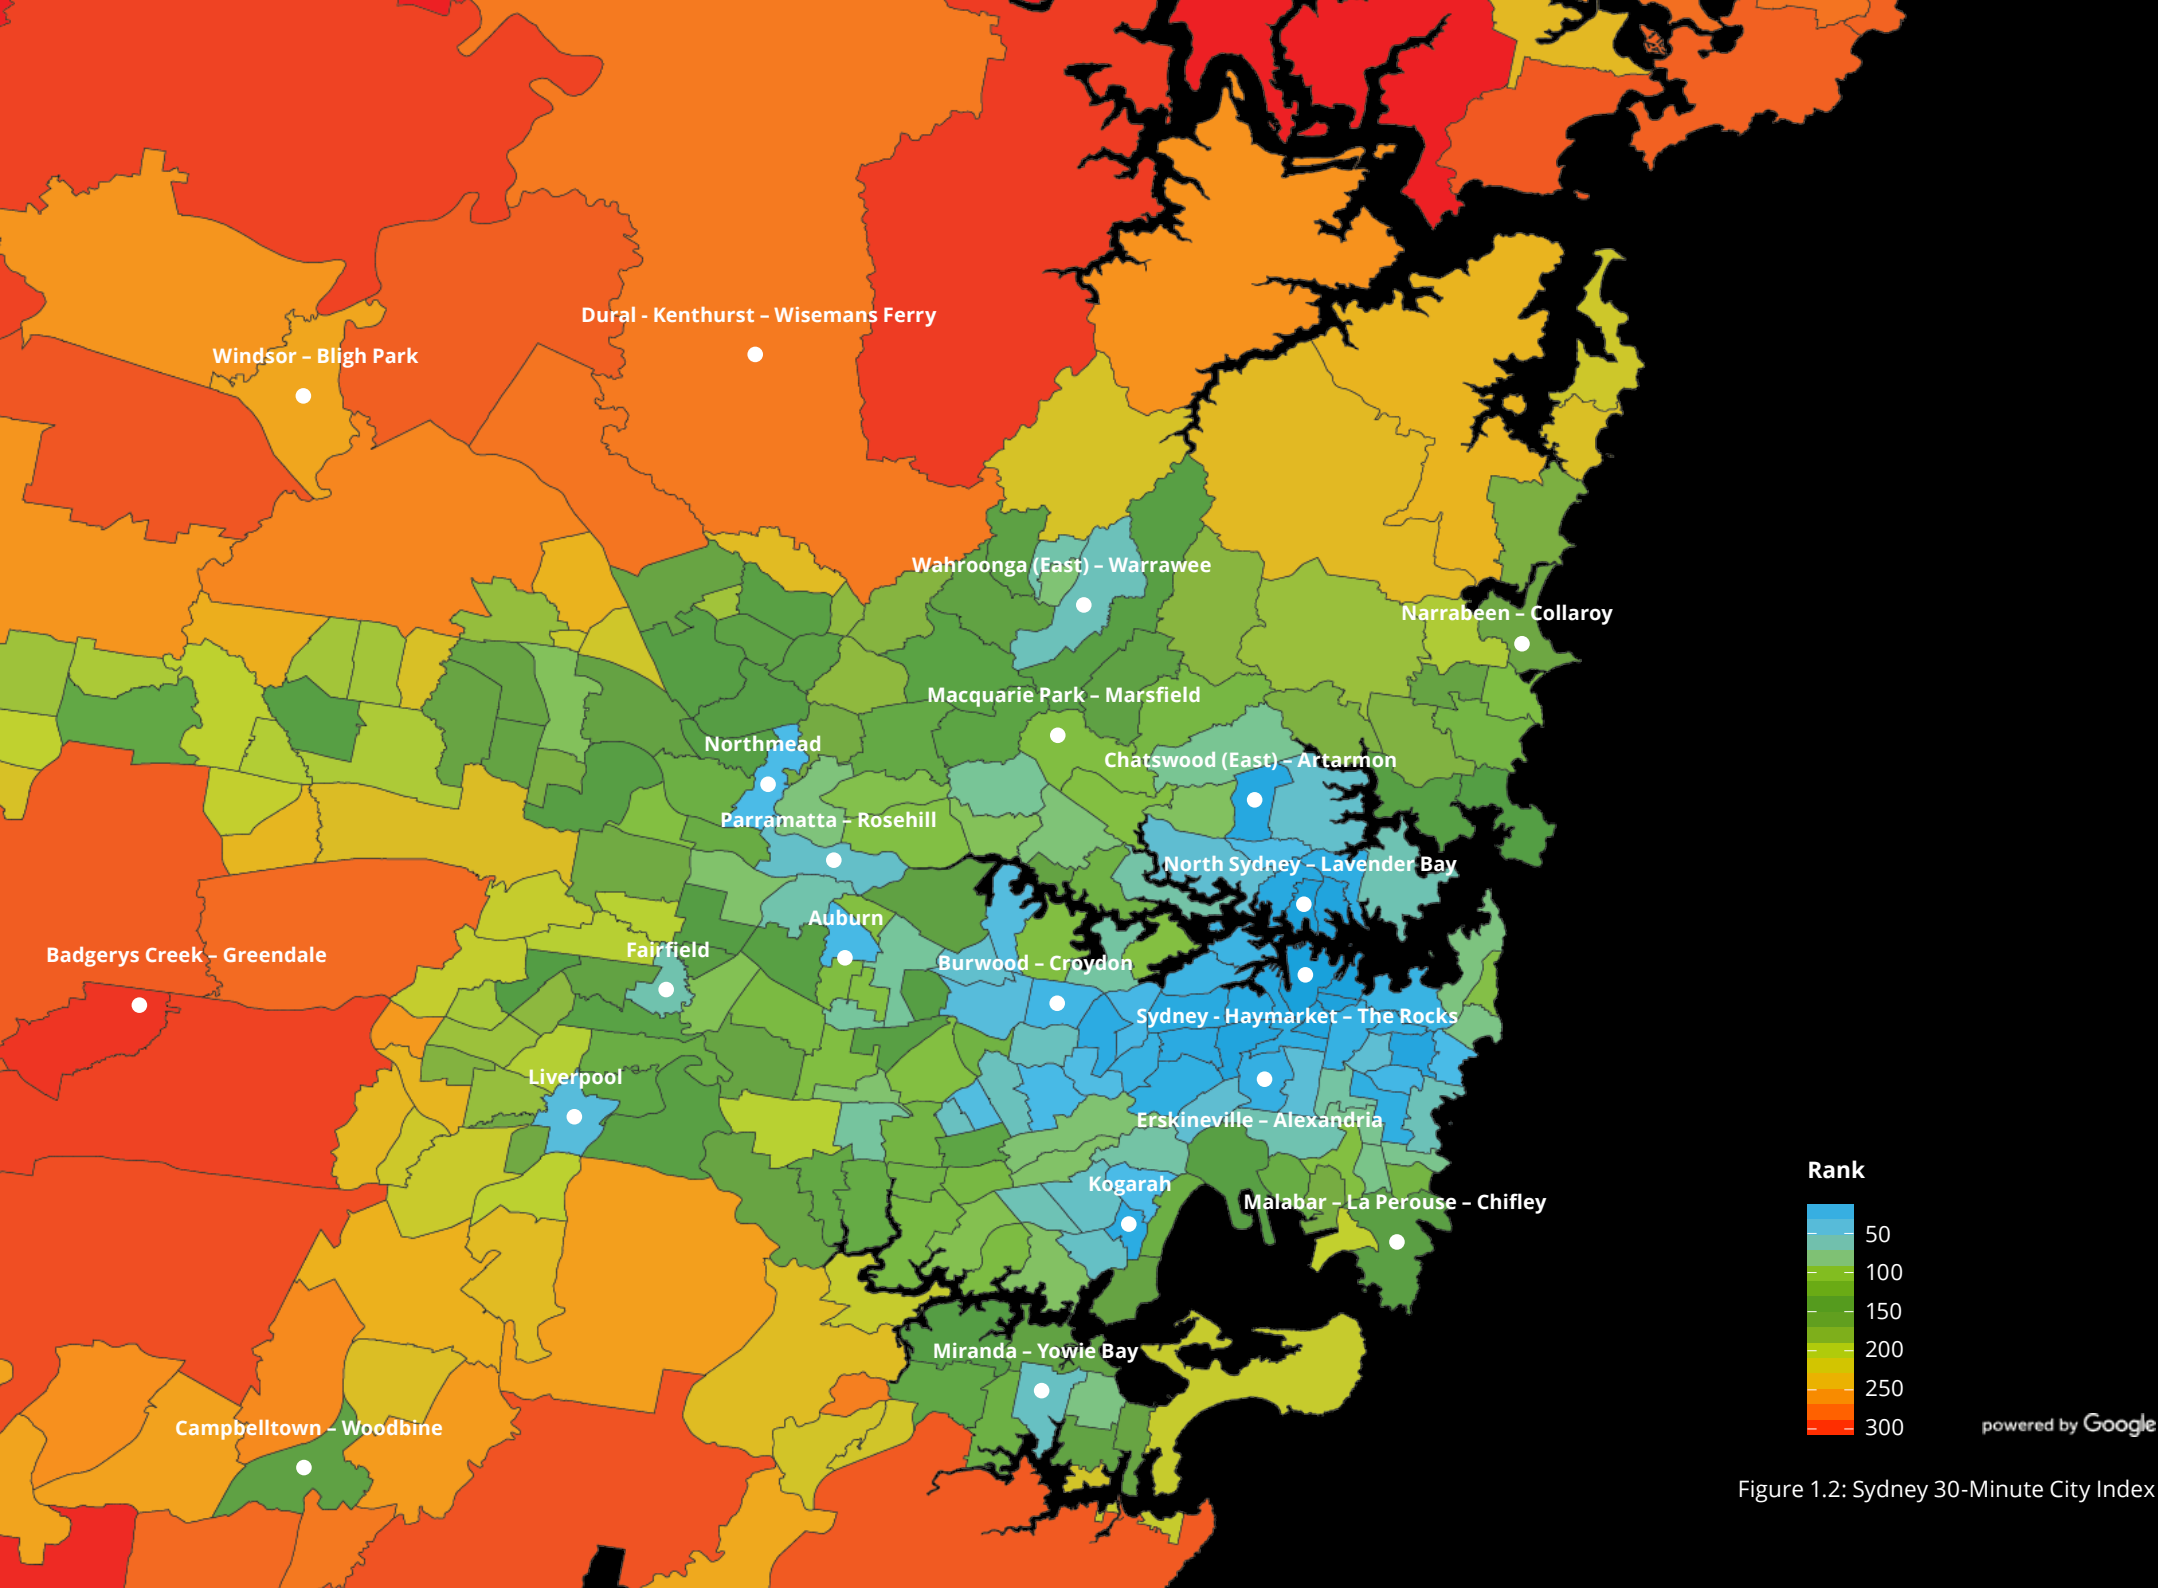 Dural - Kenthurst – Wisemans Ferry
Windsor – Bligh Park
Wahroonga (East) – Warrawee
Narrabeen – Collaroy
Macquarie Park – Marsfield
Northmead
Chatswood (East) – Artarmon
Parramatta – Rosehill
North Sydney – Lavender Bay
Auburn
Fairfield
Badgerys Creek – Greendale
Burwood – Croydon
Sydney - Haymarket – The Rocks
Liverpool
Erskineville – Alexandria
Kogarah
Malabar – La Perouse – Chifley
Miranda – Yowie Bay
Campbelltown – Woodbine
Rank
50
100
150
200
250
300
powered by Google
Figure 1.2: Sydney 30-Minute City Index